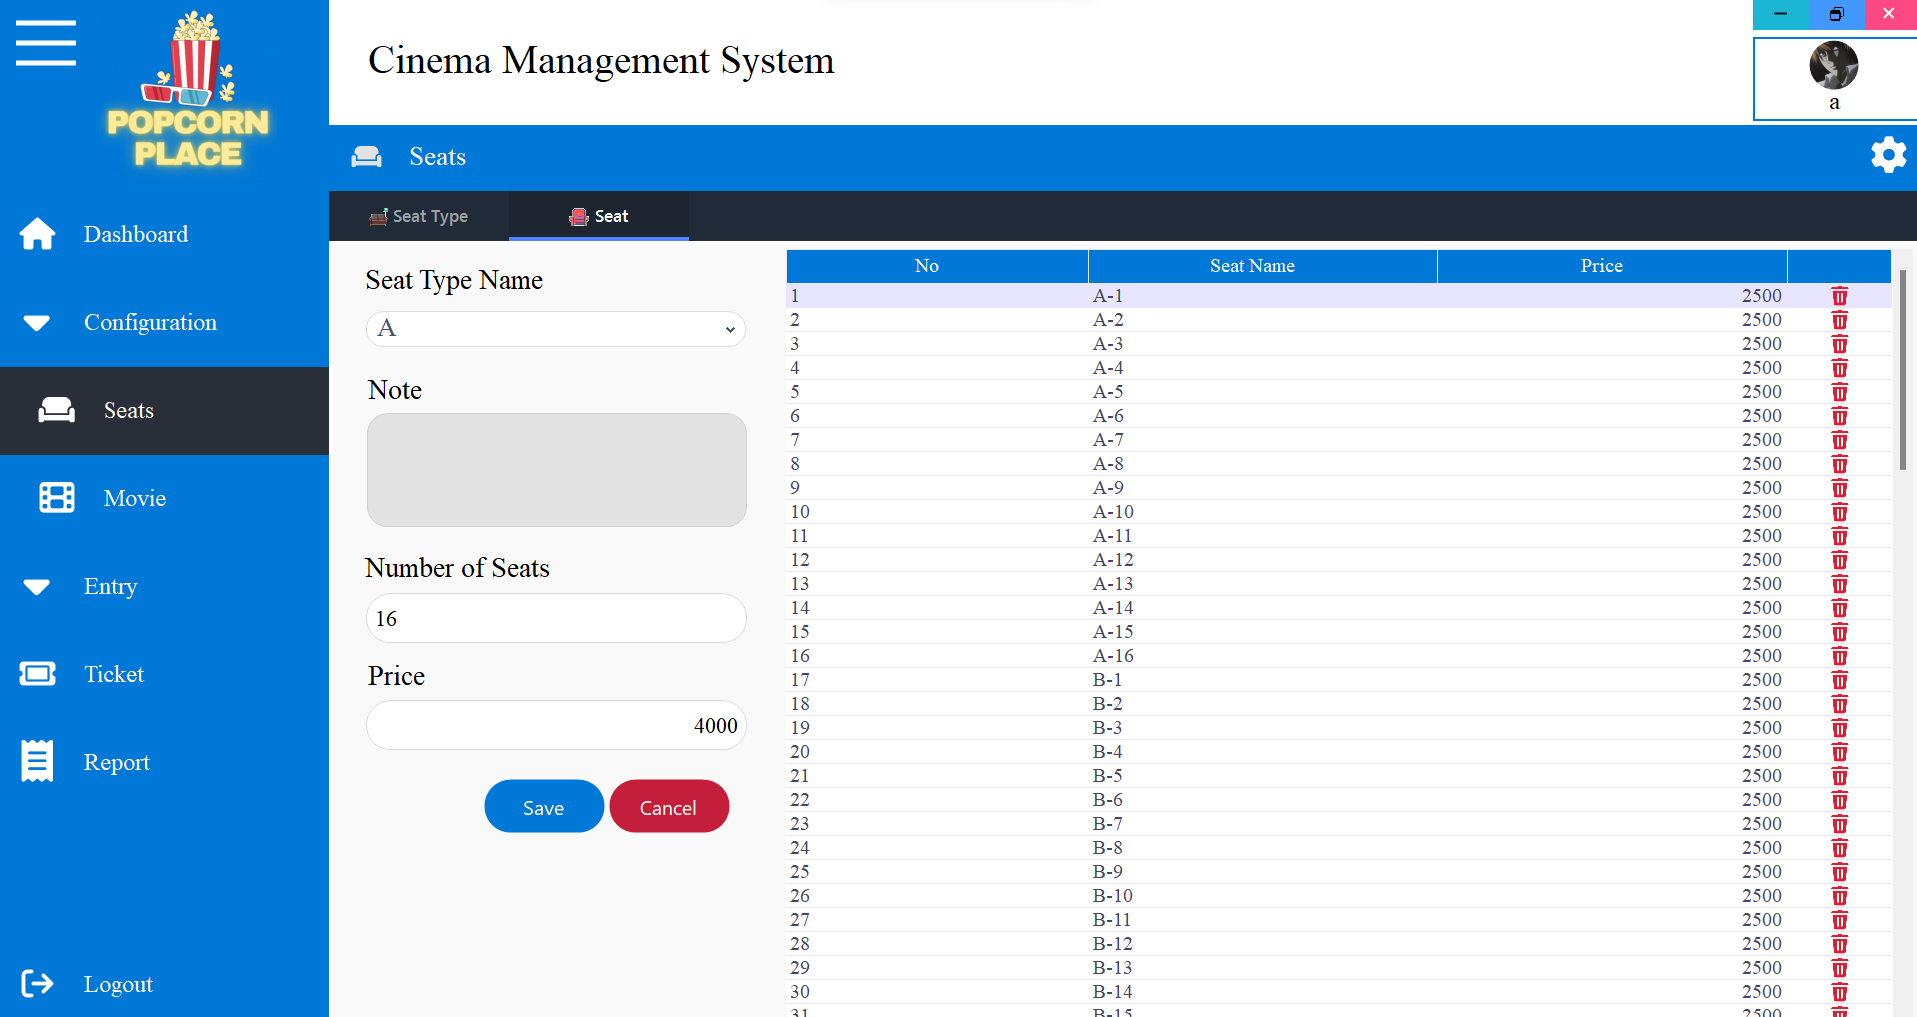 POPCORN
PLACE
Cinema Management System
a
Seats
Seat Type
Seat
Dashboard
Configuration
Seats
Movie
Entry
Ticket
Report
Logout
Seat Type Name
A
Note
Number of Seats
16
Price
4000
Save
Cancel
No Seat Name Price
1 A-1 2500
2 A-2 2500
3 A-3 2500
4 A-4 2500
5 A-5 2500
6 A-6 2500
7 A-7 2500
8 A-8 2500
9 A-9 2500
10 A-10 2500
11 A-11 2500
12 A-12 2500
13 A-13 2500
14 A-14 2500
15 A-15 2500
16 A-16 2500
17 B-1 2500
18 B-2 2500
19 B-3 2500
20 B-4 2500
21 B-5 2500
22 B-6 2500
23 B-7 2500
24 B-8 2500
25 B-9 2500
26 B-10 2500
27 B-11 2500
28 B-12 2500
29 B-13 2500
30 B-14 2500
31 B-15 2500